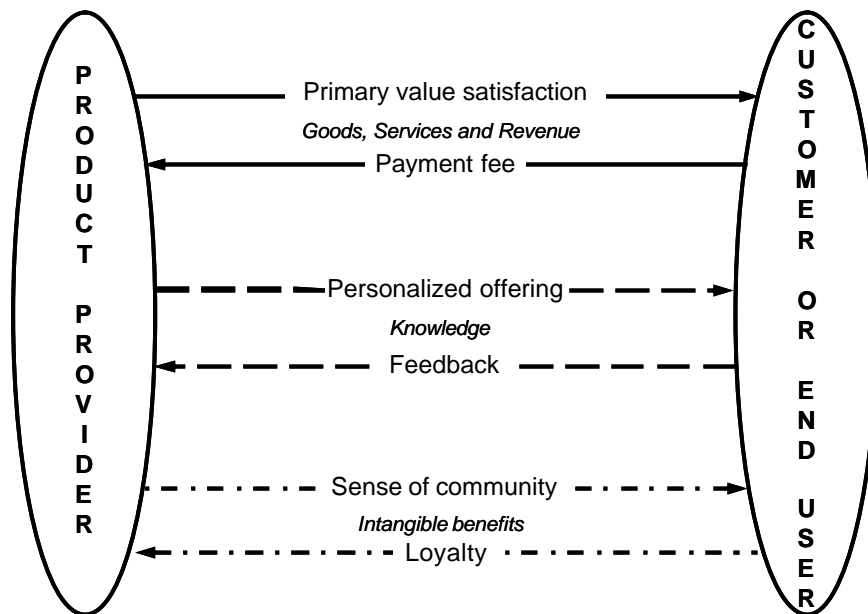 PRODUCT PROVIDER
Primary value satisfaction
Goods, Services and Revenue
Payment fee
Personalized offering
Knowledge
Feedback
Sense of community
Intangible benefits
Loyalty
CUSTOMER OR END USER